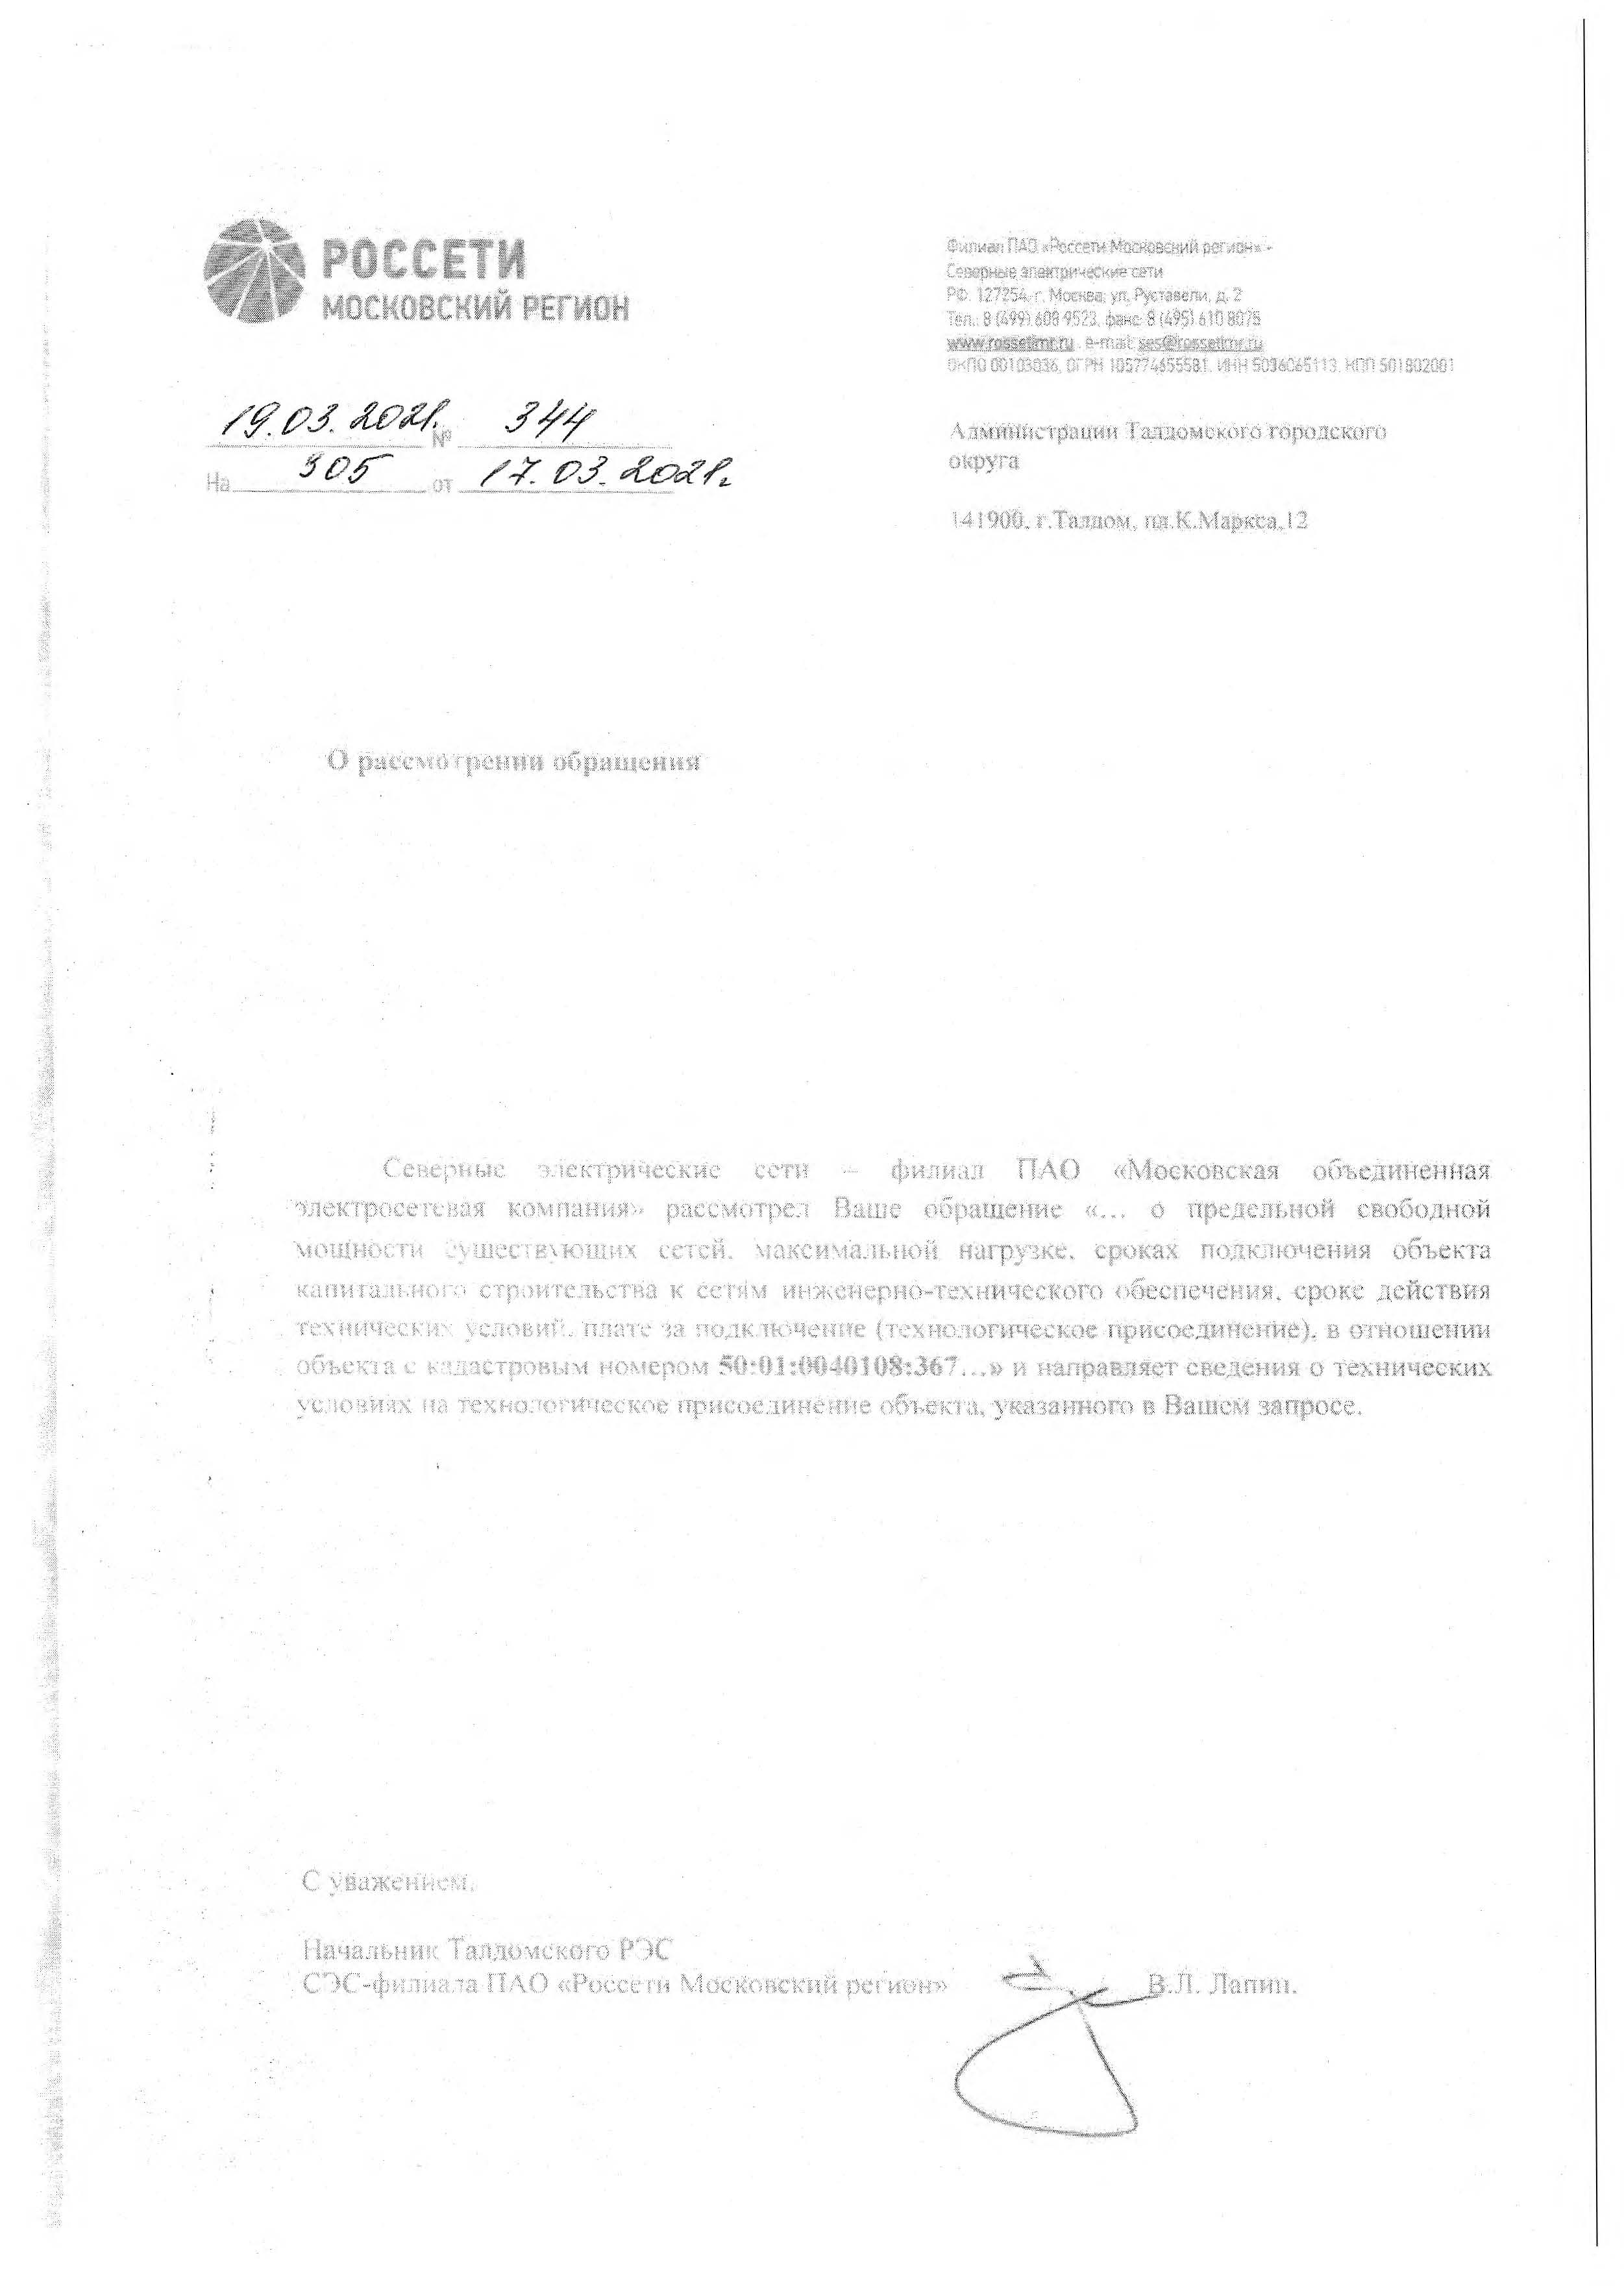 РОССЕТИ
МОСКОВСКИЙ РЕГИОН
Филиал ПАО «Россети Московский регион» -
Северные электрические сети
РФ, 127254, г. Москва, ул. Руставели, д. 2
Тел.: 8 (499) 608 9523, факс: 8 (495) 610 8075
www.rossetimr.ru, e-mail: ses@rossetimr.ru
ОКПО 00103036, ОГРН 105774655581, ИНН 5036065113, КПП 501802001
19.03.2021. № 344
На 305 от 17.03.2021г.
Администрации Талдомского городского
округа
141900, г.Талдом, пл.К.Маркса,12
О рассмотрении обращения
Северные электрические сети – филиал ПАО «Московская объединенная
электросетевая компания» рассмотрел Ваше обращение «… о предельной свободной
мощности существующих сетей, максимальной нагрузке, сроках подключения объекта
капитального строительства к сетям инженерно-технического обеспечения, сроке действия
технических условий, плате за подключение (технологическое присоединение), в отношении
объекта с кадастровым номером 50:01:0040108:367…» и направляет сведения о технических
условиях на технологическое присоединение объекта, указанного в Вашем запросе.
С уважением,
Начальник Талдомского РЭС
СЭС-филиала ПАО «Россети Московский регион» В.Л. Лапин.